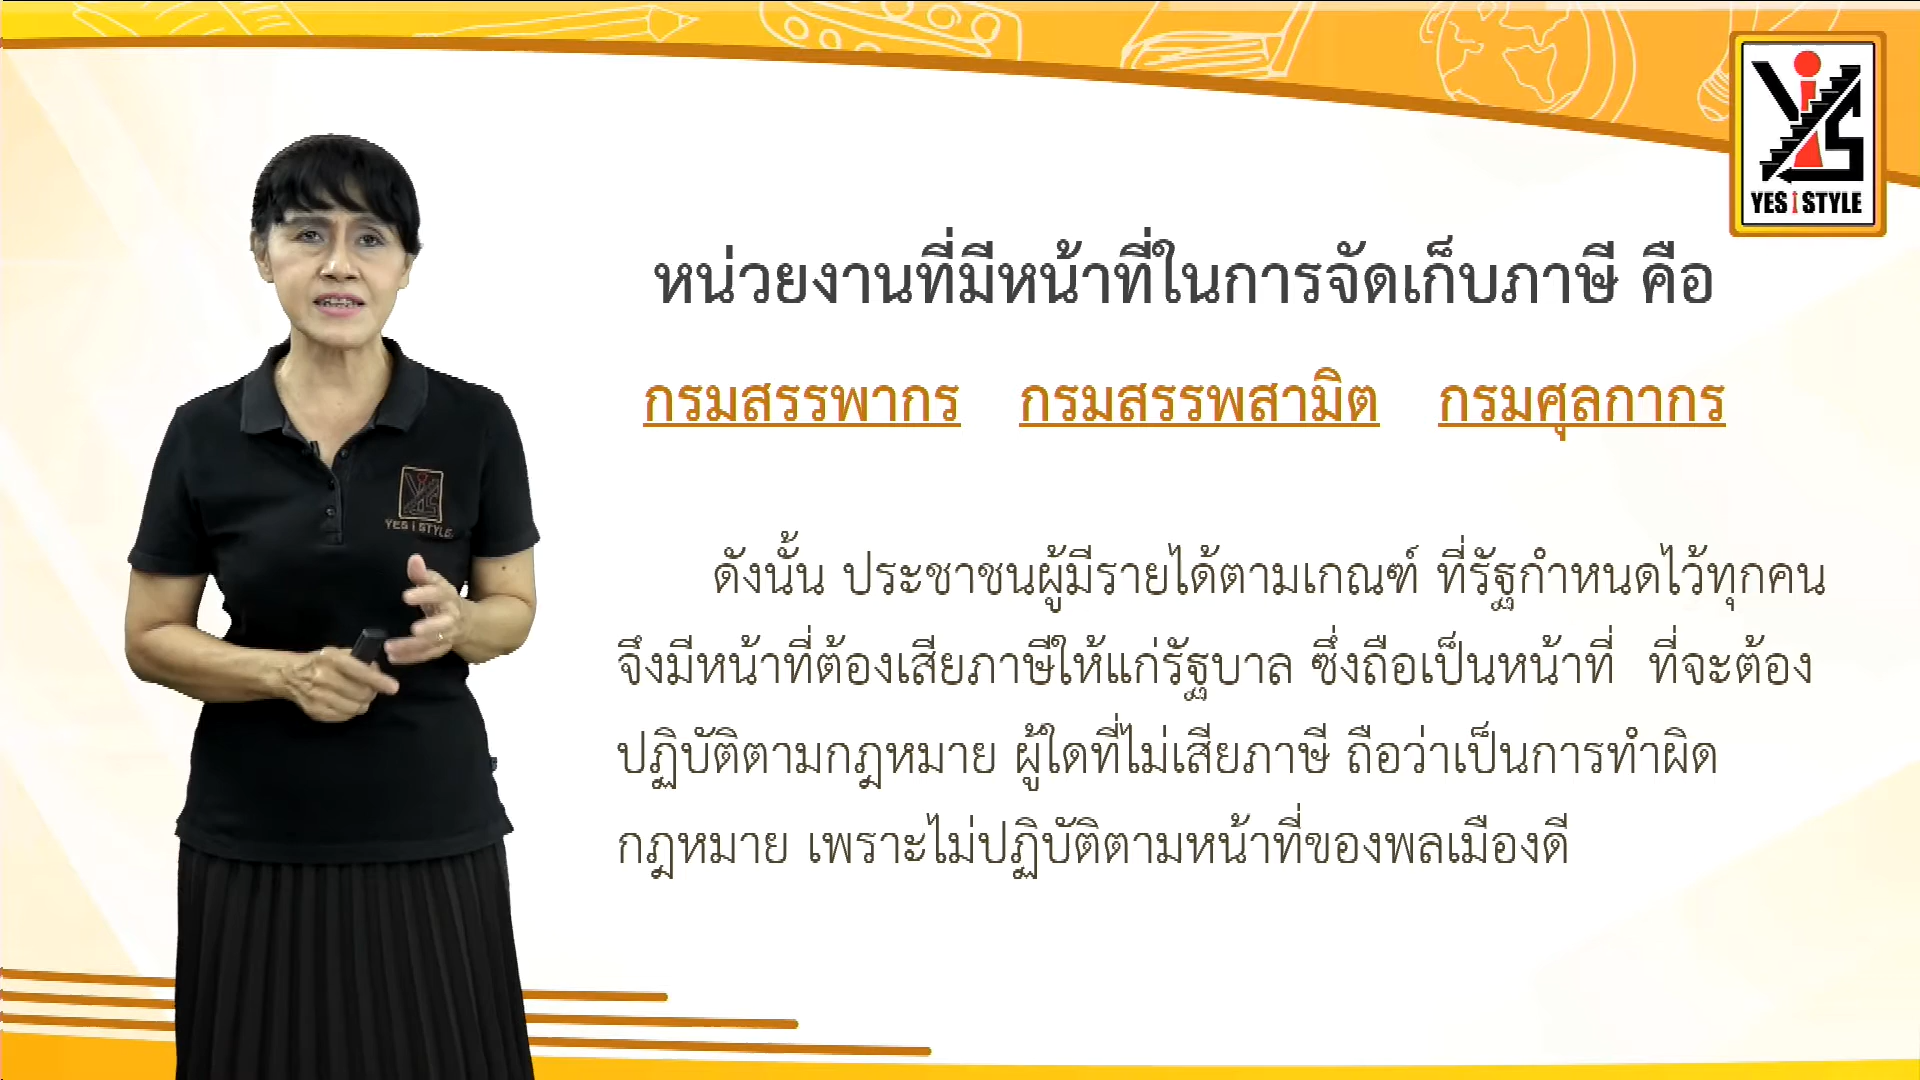 YES i STYLE
หน่วยงานที่มีหน้าที่ในการจัดเก็บภาษี คือ
กรมสรรพากร กรมสรรพสามิต กรมศุลกากร
ดังนั้น ประชาชนผู้มีรายได้ตามเกณฑ์ ที่รัฐกำหนดไว้ทุกคน
จึงมีหน้าที่ต้องเสียภาษีให้แก่รัฐบาล ซึ่งถือเป็นหน้าที่ ที่จะต้อง
ปฏิบัติตามกฎหมาย ผู้ใดที่ไม่เสียภาษี ถือว่าเป็นการทำผิด
กฎหมาย เพราะไม่ปฏิบัติตามหน้าที่ของพลเมืองดี
YES i STYLE